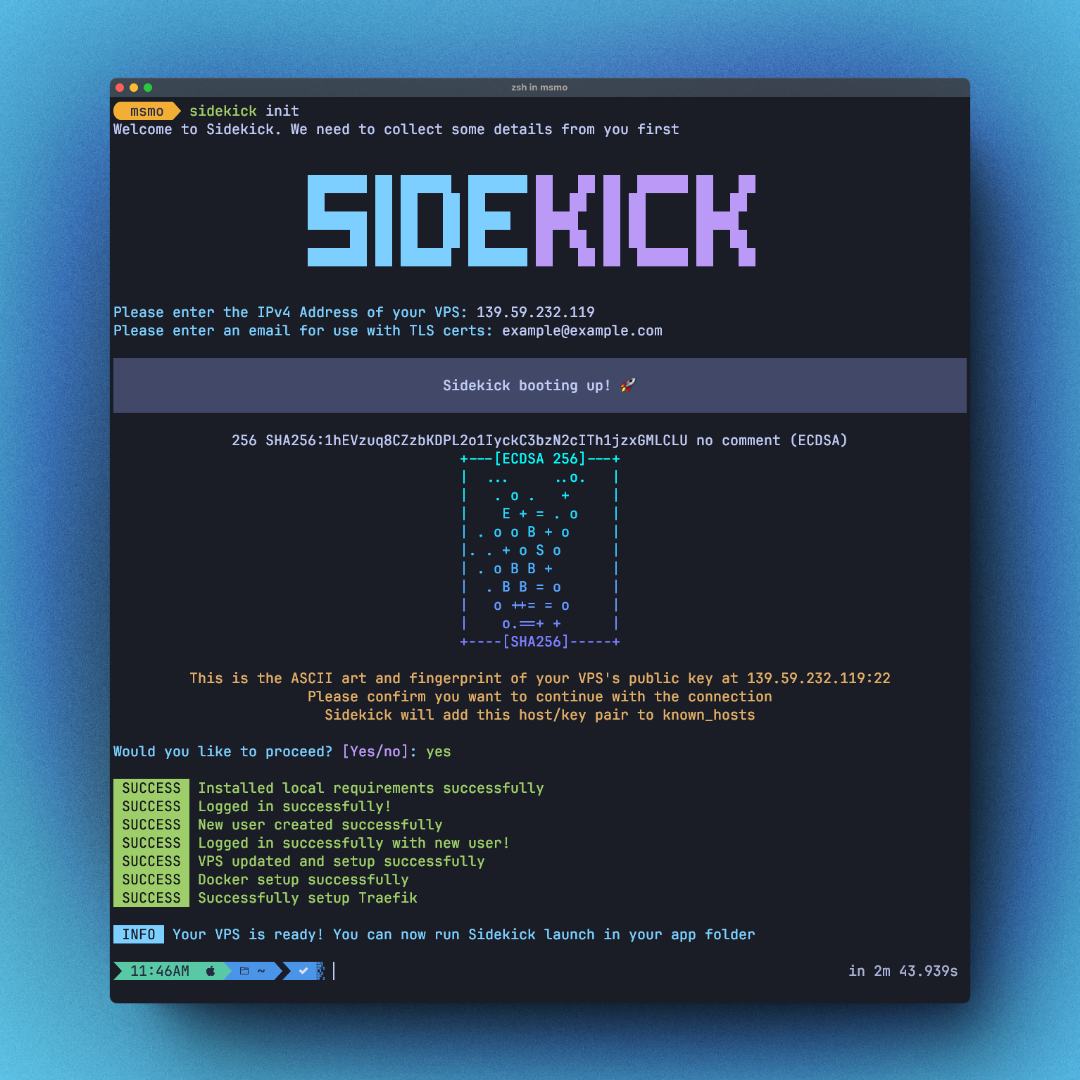 zsh in msmo
msmo sidekick init
Welcome to Sidekick. We need to collect some details from you first
SIDEKICK
Please enter the IPv4 Address of your VPS: 139.59.232.119
Please enter an email for use with TLS certs: example@example.com
Sidekick booting up! 🚀
256 SHA256:1hEVzuq8CZzbKDPL2o1IyckC3bzN2cITh1jzxGMLCLU no comment (ECDSA)
+---[ECDSA 256]---+
|  ...     ..o.   |
|   . o .   +     |
|    E + = . o    |
| . o o B + o     |
|. . + o S o      |
| . o B B +       |
|  . B B = o      |
|   o ++= = o     |
|    o.==+ +      |
+----[SHA256]-----+
This is the ASCII art and fingerprint of your VPS's public key at 139.59.232.119:22
Please confirm you want to continue with the connection
Sidekick will add this host/key pair to known_hosts
Would you like to proceed? [Yes/no]: yes
SUCCESS Installed local requirements successfully
SUCCESS Logged in successfully!
SUCCESS New user created successfully
SUCCESS Logged in successfully with new user!
SUCCESS VPS updated and setup successfully
SUCCESS Docker setup successfully
SUCCESS Successfully setup Traefik
INFO Your VPS is ready! You can now run Sidekick launch in your app folder
11:46AM ~ in 2m 43.939s